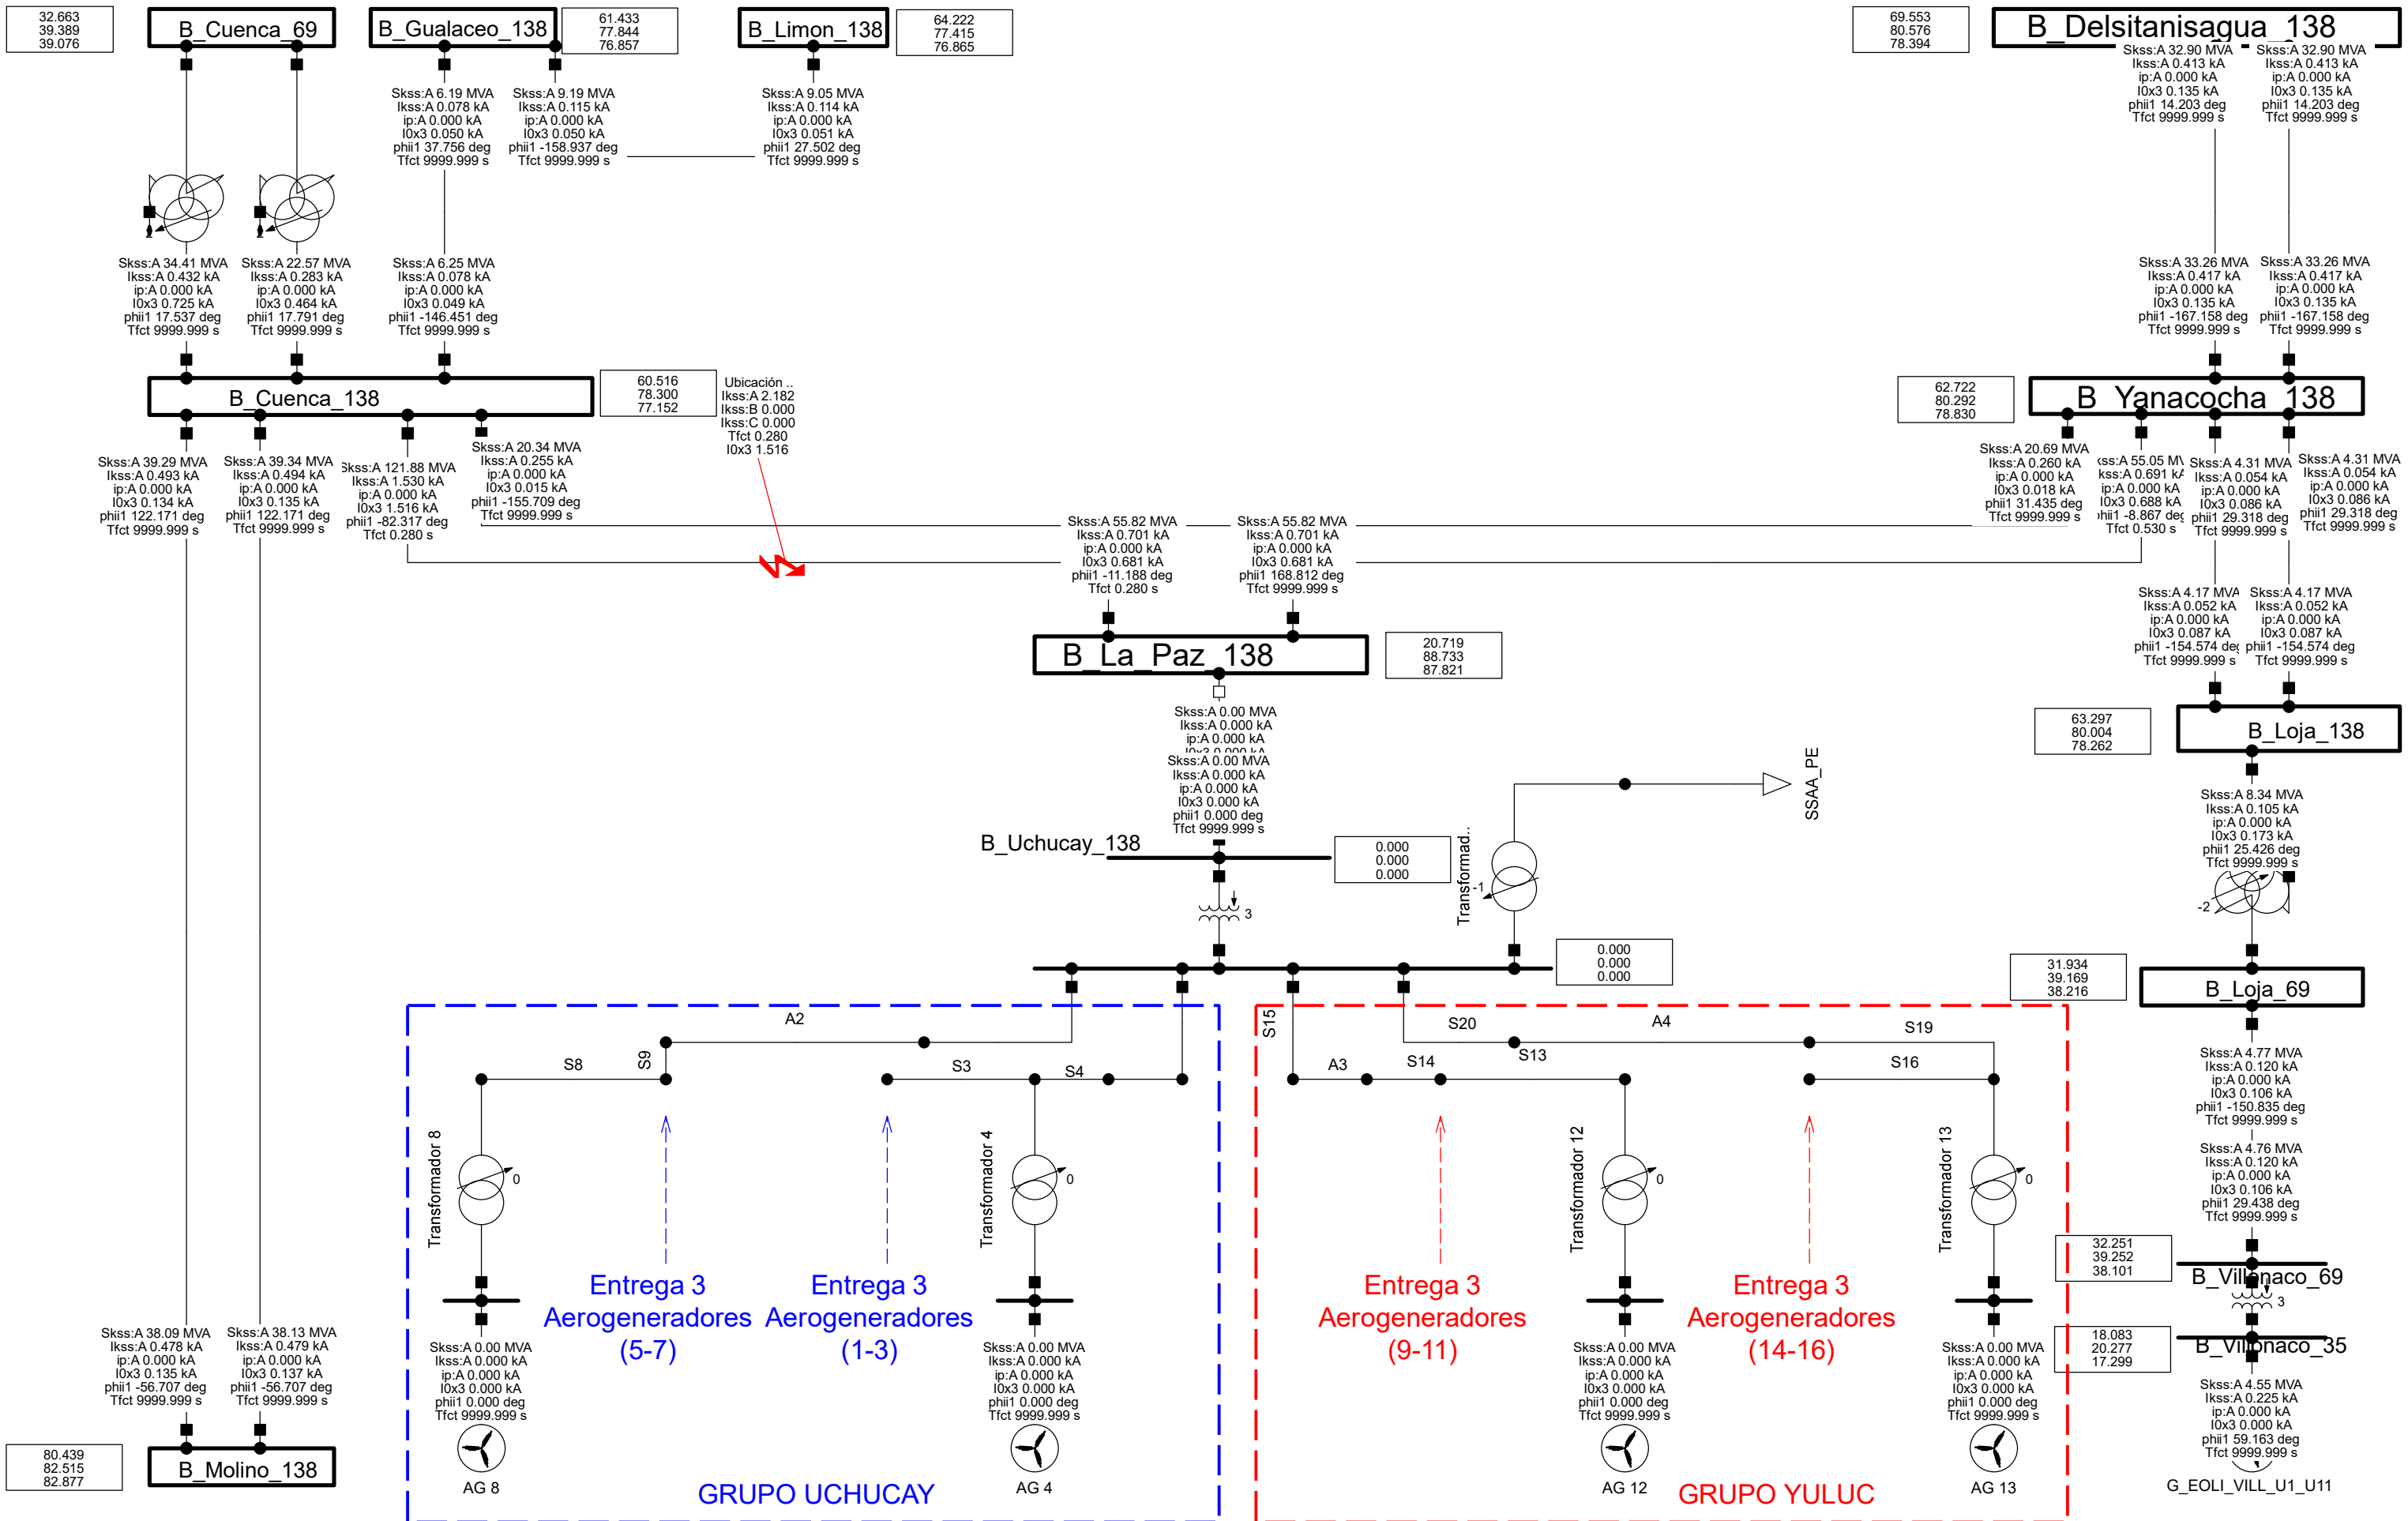 32.663
39.389
39.076
B_Cuenca_69
B_Gualaceo_138
61.433
77.844
76.857
B_Limon_138
64.222
77.415
76.865
69.553
80.576
78.394
B_Delsitanisagua_138
Skss:A 6.19 MVA
Ikss:A 0.078 kA
ip:A 0.000 kA
I0x3 0.050 kA
phii1 37.756 deg
Tfct 9999.999 s
Skss:A 9.19 MVA
Ikss:A 0.115 kA
ip:A 0.000 kA
I0x3 0.050 kA
phii1 -158.937 deg
Tfct 9999.999 s
Skss:A 9.05 MVA
Ikss:A 0.114 kA
ip:A 0.000 kA
I0x3 0.051 kA
phii1 27.502 deg
Tfct 9999.999 s
Skss:A 32.90 MVA
Ikss:A 0.413 kA
ip:A 0.000 kA
I0x3 0.135 kA
phii1 14.203 deg
Tfct 9999.999 s
Skss:A 32.90 MVA
Ikss:A 0.413 kA
ip:A 0.000 kA
I0x3 0.135 kA
phii1 14.203 deg
Tfct 9999.999 s
Skss:A 34.41 MVA
Ikss:A 0.432 kA
ip:A 0.000 kA
I0x3 0.725 kA
phii1 17.537 deg
Tfct 9999.999 s
Skss:A 22.57 MVA
Ikss:A 0.283 kA
ip:A 0.000 kA
I0x3 0.464 kA
phii1 17.791 deg
Tfct 9999.999 s
Skss:A 6.25 MVA
Ikss:A 0.078 kA
ip:A 0.000 kA
I0x3 0.049 kA
phii1 -146.451 deg
Tfct 9999.999 s
Skss:A 33.26 MVA
Ikss:A 0.417 kA
ip:A 0.000 kA
I0x3 0.135 kA
phii1 -167.158 deg
Tfct 9999.999 s
Skss:A 33.26 MVA
Ikss:A 0.417 kA
ip:A 0.000 kA
I0x3 0.135 kA
phii1 -167.158 deg
Tfct 9999.999 s
B_Cuenca_138
60.516
78.300
77.152
Ubicación ..
Ikss:A 2.182
Ikss:B 0.000
Ikss:C 0.000
Tfct 0.280
I0x3 1.516
62.722
80.292
78.830
B_Yanacocha_138
Skss:A 39.29 MVA
Ikss:A 0.493 kA
ip:A 0.000 kA
I0x3 0.134 kA
phii1 122.171 deg
Tfct 9999.999 s
Skss:A 39.34 MVA
Ikss:A 0.494 kA
ip:A 0.000 kA
I0x3 0.135 kA
phii1 122.171 deg
Tfct 9999.999 s
Skss:A 121.88 MVA
Ikss:A 1.530 kA
ip:A 0.000 kA
I0x3 1.516 kA
phii1 -82.317 deg
Tfct 0.280 s
Skss:A 20.34 MVA
Ikss:A 0.255 kA
ip:A 0.000 kA
I0x3 0.015 kA
phii1 -155.709 deg
Tfct 9999.999 s
Skss:A 20.69 MVA
Ikss:A 0.260 kA
ip:A 0.000 kA
I0x3 0.018 kA
phii1 31.435 deg
Tfct 9999.999 s
kss:A 55.05 MV
kss:A 0.691 kA
ip:A 0.000 kA
I0x3 0.688 kA
hii1 -8.867 deg
Tfct 0.530 s
Skss:A 4.31 MVA
Ikss:A 0.054 kA
ip:A 0.000 kA
I0x3 0.086 kA
phii1 29.318 deg
Tfct 9999.999 s
Skss:A 4.31 MVA
Ikss:A 0.054 kA
ip:A 0.000 kA
I0x3 0.086 kA
phii1 29.318 deg
Tfct 9999.999 s
Skss:A 55.82 MVA
Ikss:A 0.701 kA
ip:A 0.000 kA
I0x3 0.681 kA
phii1 -11.188 deg
Tfct 0.280 s
Skss:A 55.82 MVA
Ikss:A 0.701 kA
ip:A 0.000 kA
I0x3 0.681 kA
phii1 168.812 deg
Tfct 9999.999 s
Skss:A 4.17 MVA
Ikss:A 0.052 kA
ip:A 0.000 kA
I0x3 0.087 kA
phii1 -154.574 deg
Tfct 9999.999 s
Skss:A 4.17 MVA
Ikss:A 0.052 kA
ip:A 0.000 kA
I0x3 0.087 kA
phii1 -154.574 deg
Tfct 9999.999 s
B_La_Paz_138
20.719
88.733
87.821
Skss:A 0.00 MVA
Ikss:A 0.000 kA
ip:A 0.000 kA
I0x3 0.000 kA
Skss:A 0.00 MVA
Ikss:A 0.000 kA
ip:A 0.000 kA
I0x3 0.000 kA
phii1 0.000 deg
Tfct 9999.999 s
63.297
80.004
78.262
B_Loja_138
SSAA_PE
Skss:A 8.34 MVA
Ikss:A 0.105 kA
ip:A 0.000 kA
I0x3 0.173 kA
phii1 25.426 deg
Tfct 9999.999 s
B_Uchucay_138
0.000
0.000
0.000
Transformad..
-1
3
-2
0.000
0.000
0.000
31.934
39.169
38.216
B_Loja_69
A2
S8
S9
S3
S4
S15
S20
A4
S19
A3
S14
S13
S16
Skss:A 4.77 MVA
Ikss:A 0.120 kA
ip:A 0.000 kA
I0x3 0.106 kA
phii1 -150.835 deg
Tfct 9999.999 s
Skss:A 4.76 MVA
Ikss:A 0.120 kA
ip:A 0.000 kA
I0x3 0.106 kA
phii1 29.438 deg
Tfct 9999.999 s
Transformador 8
0
Transformador 4
0
Transformador 12
0
Transformador 13
0
Entrega 3
Aerogeneradores
(5-7)
Entrega 3
Aerogeneradores
(1-3)
Entrega 3
Aerogeneradores
(9-11)
Entrega 3
Aerogeneradores
(14-16)
32.251
39.252
38.101
B_Villonaco_69
3
18.083
20.277
17.299
B_Villonaco_35
Skss:A 38.09 MVA
Ikss:A 0.478 kA
ip:A 0.000 kA
I0x3 0.135 kA
phii1 -56.707 deg
Tfct 9999.999 s
Skss:A 38.13 MVA
Ikss:A 0.479 kA
ip:A 0.000 kA
I0x3 0.137 kA
phii1 -56.707 deg
Tfct 9999.999 s
Skss:A 0.00 MVA
Ikss:A 0.000 kA
ip:A 0.000 kA
I0x3 0.000 kA
phii1 0.000 deg
Tfct 9999.999 s
Skss:A 0.00 MVA
Ikss:A 0.000 kA
ip:A 0.000 kA
I0x3 0.000 kA
phii1 0.000 deg
Tfct 9999.999 s
Skss:A 0.00 MVA
Ikss:A 0.000 kA
ip:A 0.000 kA
I0x3 0.000 kA
phii1 0.000 deg
Tfct 9999.999 s
Skss:A 0.00 MVA
Ikss:A 0.000 kA
ip:A 0.000 kA
I0x3 0.000 kA
phii1 0.000 deg
Tfct 9999.999 s
Skss:A 4.55 MVA
Ikss:A 0.225 kA
ip:A 0.000 kA
I0x3 0.000 kA
phii1 59.163 deg
Tfct 9999.999 s
80.439
82.515
82.877
B_Molino_138
AG 8
AG 4
AG 12
AG 13
G_EOLI_VILL_U1_U11
GRUPO UCHUCAY
GRUPO YULUC